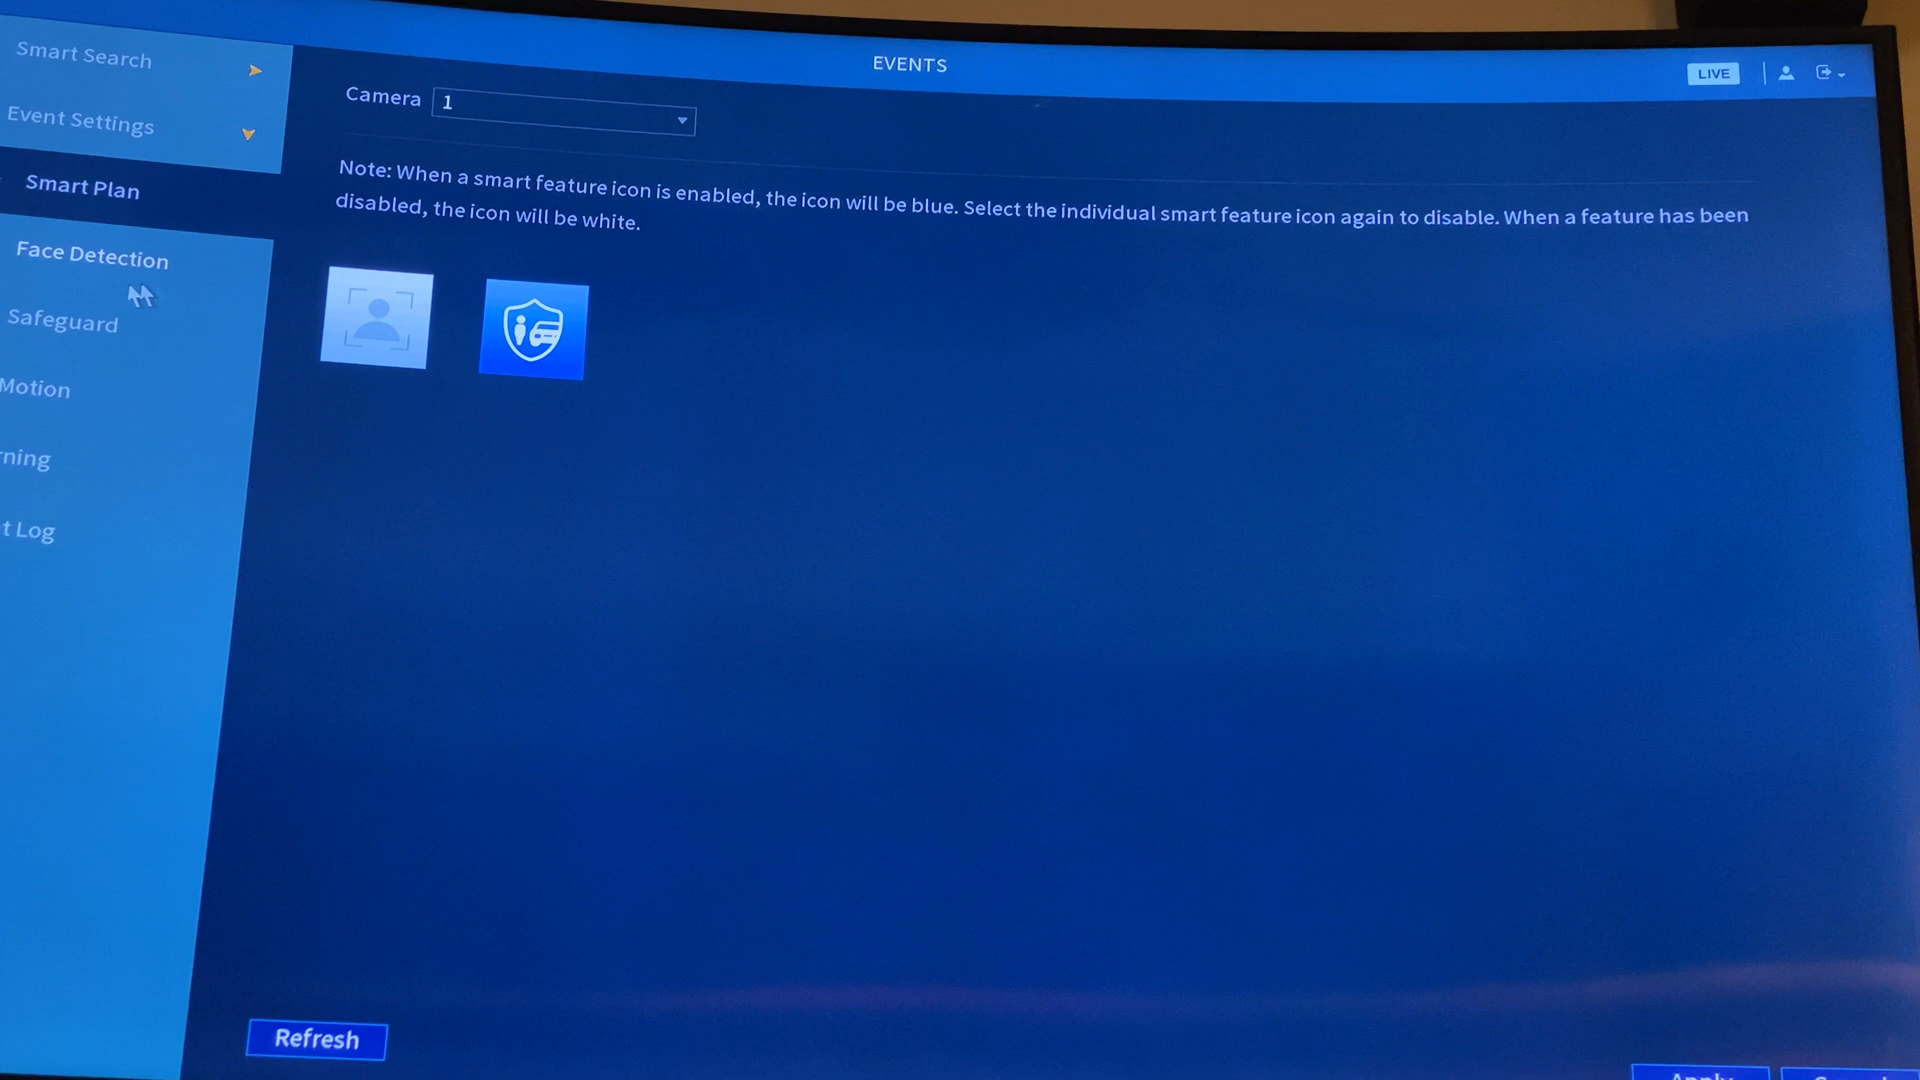 EVENTS
LIVE
Smart Search
Event Settings
Smart Plan
Face Detection
Safeguard
Motion
t Log
Camera 1
Note: When a smart feature icon is enabled, the icon will be blue. Select the individual smart feature icon again to disable. When a feature has been
disabled, the icon will be white.
Refresh
Apply